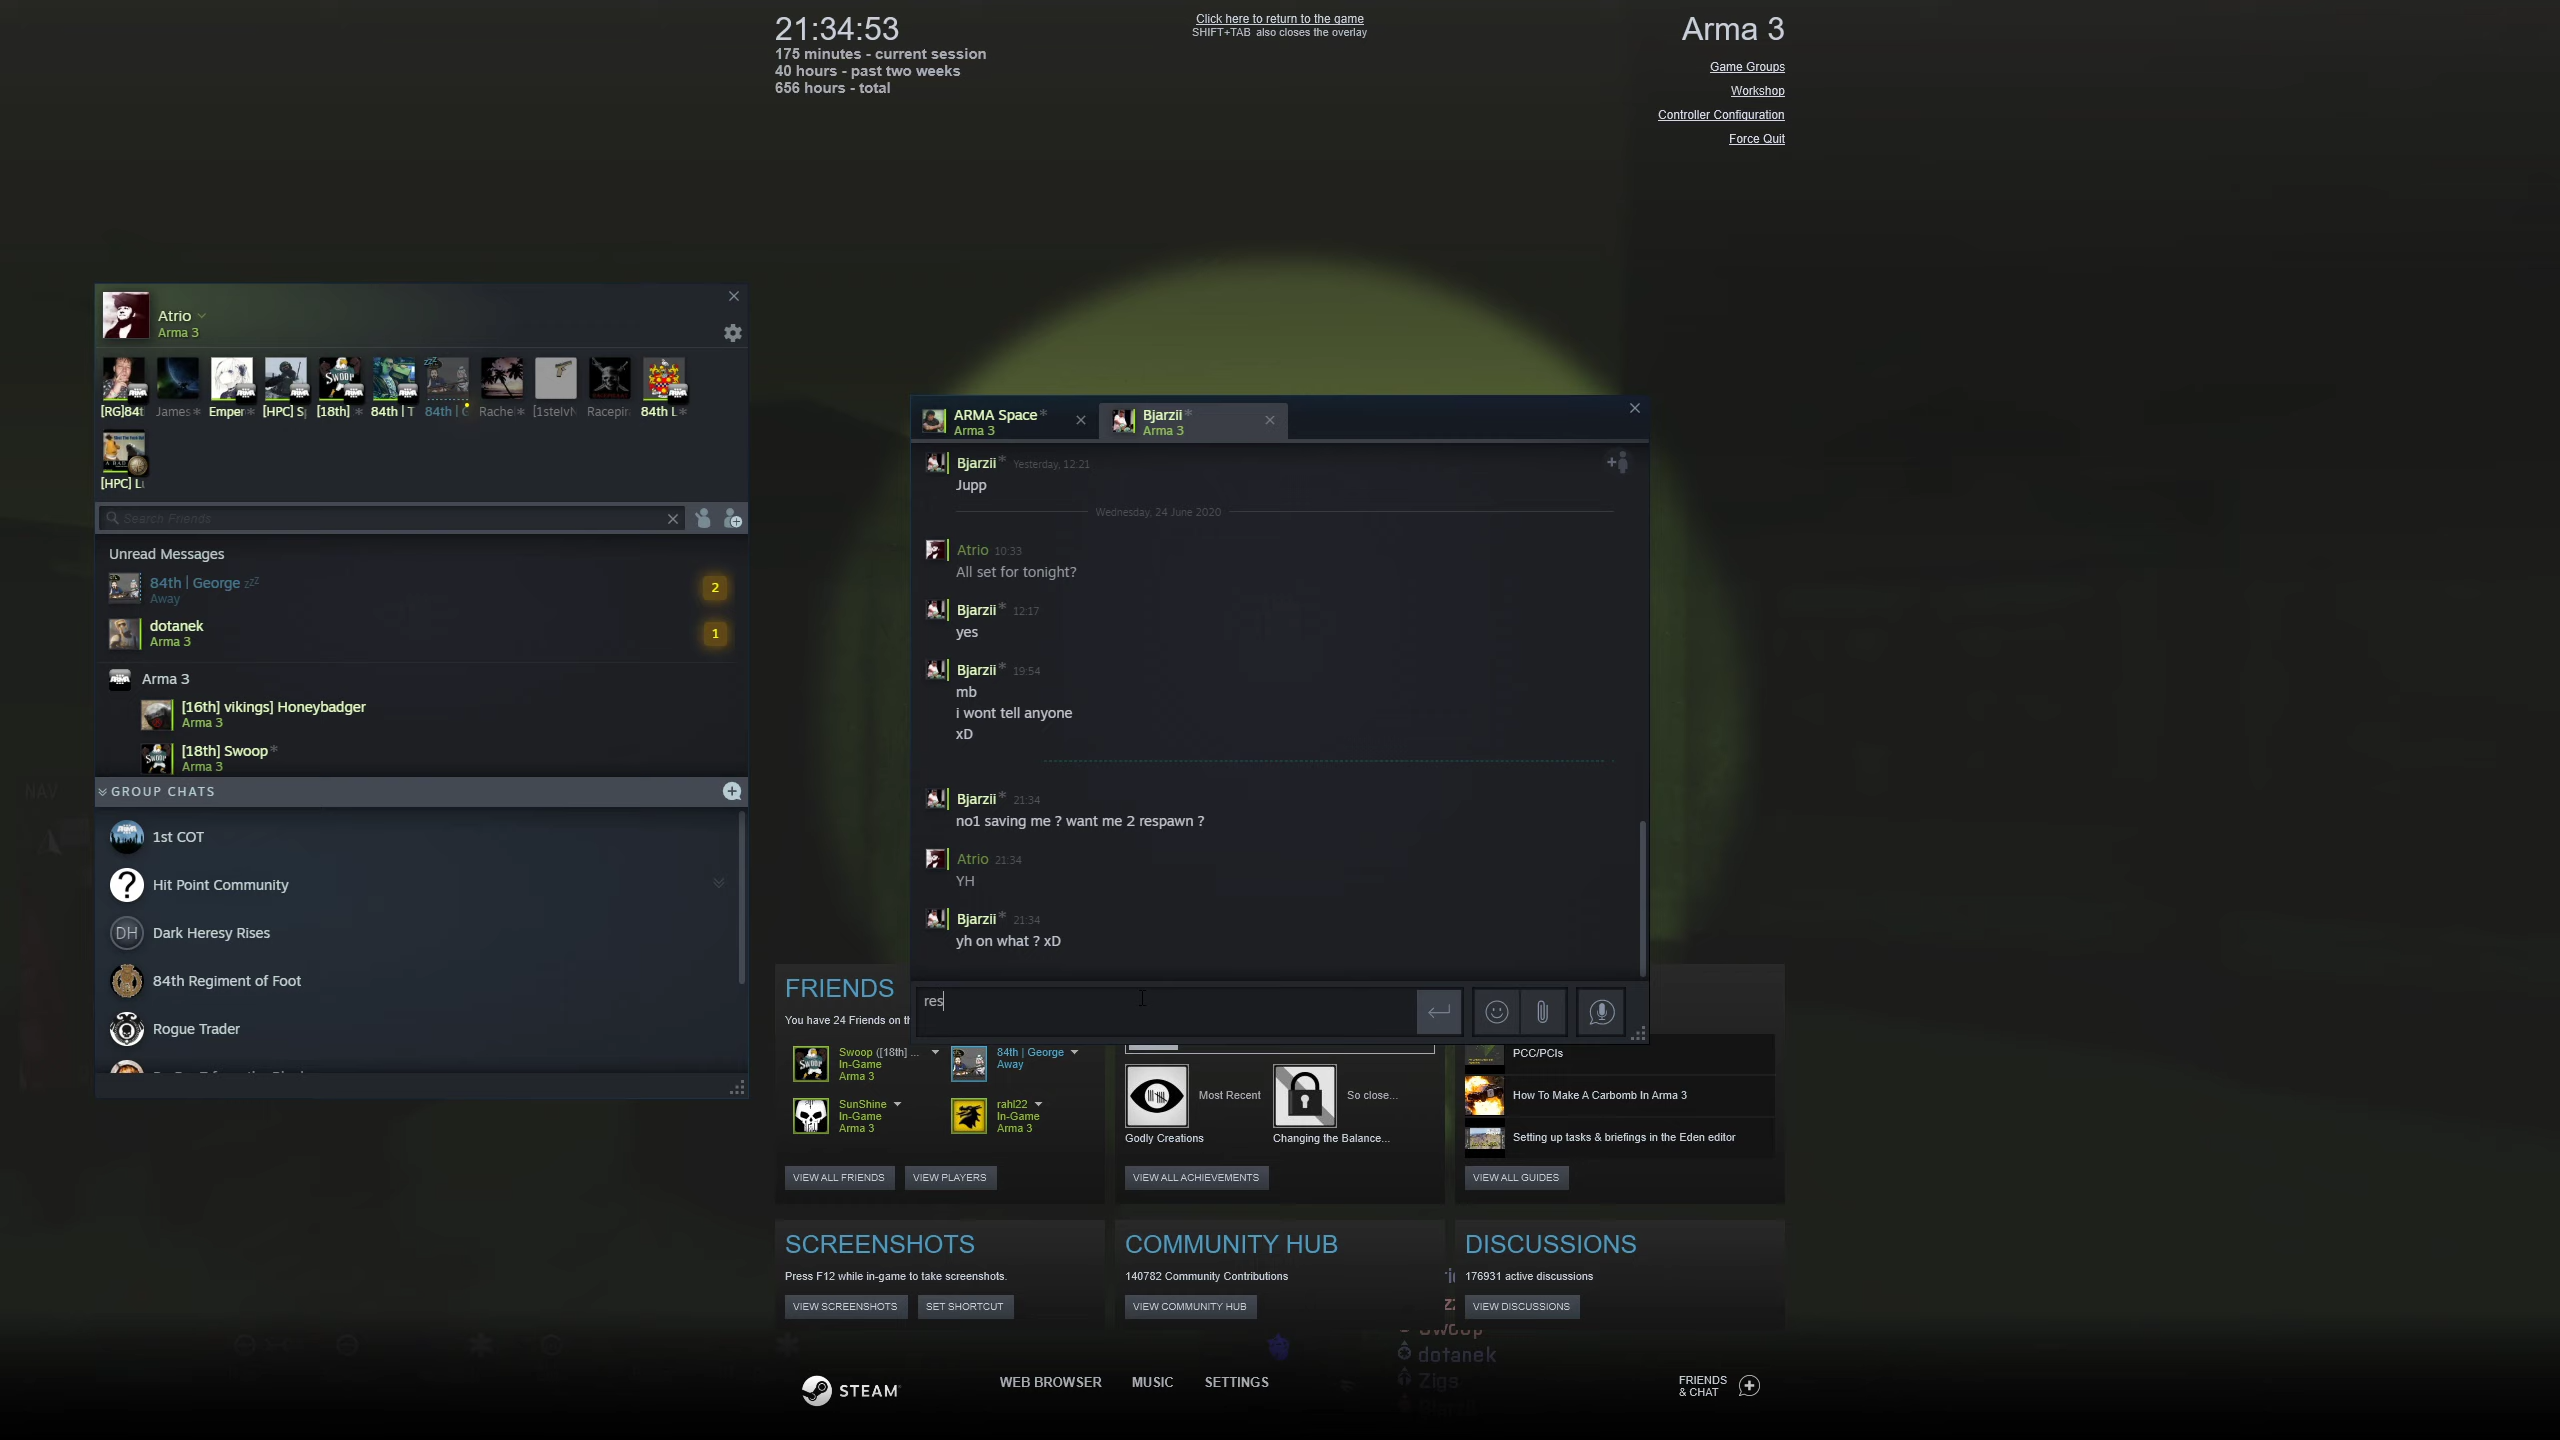 21:34:53
175 minutes - current session
40 hours - past two weeks
656 hours - total
Click here to return to the game
SHIFT+TAB also closes the overlay
Arma 3
Game Groups
Workshop
Controller Configuration
Force Quit
Atrio
Arma 3
[RG]84t James* Emper* [HPC] S [18th] * 84th | T 84th | G Rachel* Racepir 84th L*
[HPC] L
Search Friends
Unread Messages
84th | George zzZ
Away
2
dotanek
Arma 3
1
Arma 3
[16th] vikings] Honeybadger
Arma 3
[18th] Swoop*
Arma 3
GROUP CHATS
1st COT
Hit Point Community
DH Dark Heresy Rises
84th Regiment of Foot
Rogue Trader
ARMA Space*
Arma 3
Bjarzii*
Arma 3
Bjarzii* Yesterday, 12:21
Jupp
Wednesday, 24 June 2020
Atrio 10:33
All set for tonight?
Bjarzii* 12:17
yes
Bjarzii* 19:54
mb
i wont tell anyone
xD
Bjarzii* 21:34
no1 saving me ? want me 2 respawn ?
Atrio 21:34
YH
Bjarzii* 21:34
yh on what ? xD
res
FRIENDS
You have 24 Friends on th
Swoop ([18th] ...
In-Game
Arma 3
84th | George
Away
SunShine
In-Game
Arma 3
rahl22
In-Game
Arma 3
VIEW ALL FRIENDS
VIEW PLAYERS
Most Recent
Godly Creations
So close...
Changing the Balance...
VIEW ALL ACHIEVEMENTS
PCC/PCIs
How To Make A Carbomb In Arma 3
Setting up tasks & briefings in the Eden editor
VIEW ALL GUIDES
SCREENSHOTS
Press F12 while in-game to take screenshots.
VIEW SCREENSHOTS
SET SHORTCUT
COMMUNITY HUB
140782 Community Contributions
VIEW COMMUNITY HUB
DISCUSSIONS
176931 active discussions
VIEW DISCUSSIONS
Swoop
dotanek
Zigs
Bjarzii
NAV
STEAM
WEB BROWSER
MUSIC
SETTINGS
FRIENDS
& CHAT